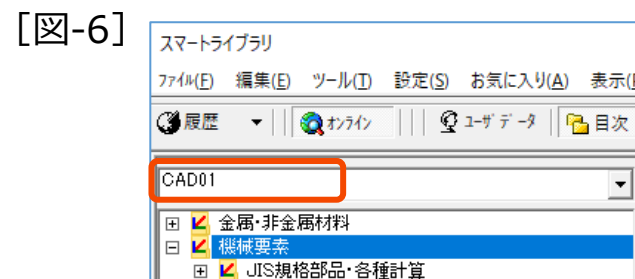 ［図-6］
スマートライブラリ
ファイル(F) 編集(E) ツール(T) 設定(S) お気に入り(A) 表示(
履歴 オンライン ユーザデータ 目次
CAD01
金属・非金属材料
機械要素
JIS規格部品・各種計算